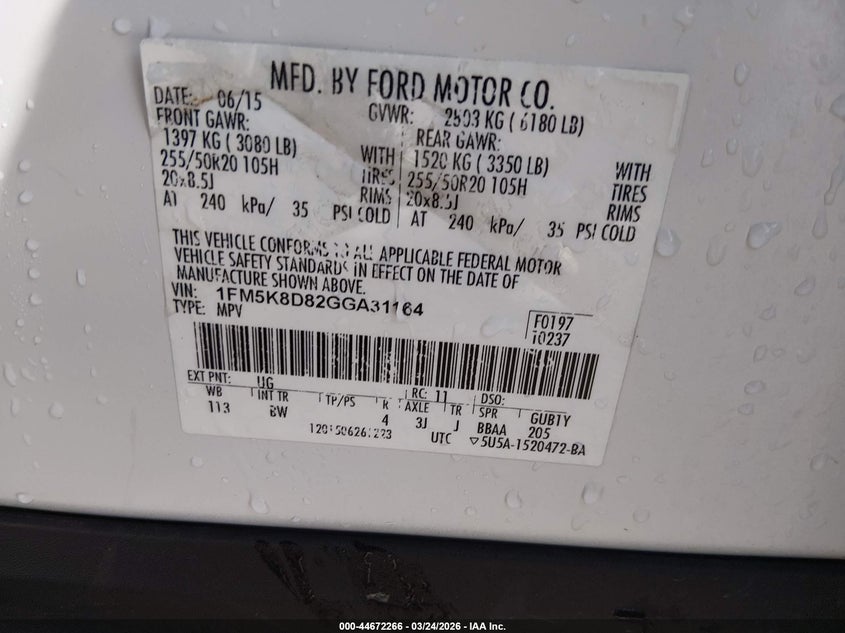 MFD. BY FORD MOTOR CO.
DATE: 06/15 GVWR: 2803 KG ( 6180 LB)
FRONT GAWR: REAR GAWR:
1397 KG ( 3080 LB) WITH 1520 KG ( 3350 LB) WITH
255/50R20 105H TIRES 255/50R20 105H TIRES
20x8.5J RIMS 20x8.5J RIMS
AT 240 kPa/ 35 PSI COLD AT 240 kPa/ 35 PSI COLD
THIS VEHICLE CONFORMS TO ALL APPLICABLE FEDERAL MOTOR
VEHICLE SAFETY STANDARDS IN EFFECT ON THE DATE OF
MANUFACTURE SHOWN ABOVE.
VIN: 1FM5K8D82GGA31164
TYPE: MPV
F0197
10237
EXT PNT: UG RC: 11 DSO:
WB INT TR TP/PS R AXLE TR SPR GUB1Y
113 BW 4 3J J BBAA 205
UTC ▽5U5A-1520472-BA
000-44672266 - 03/24/2026 - IAA Inc.